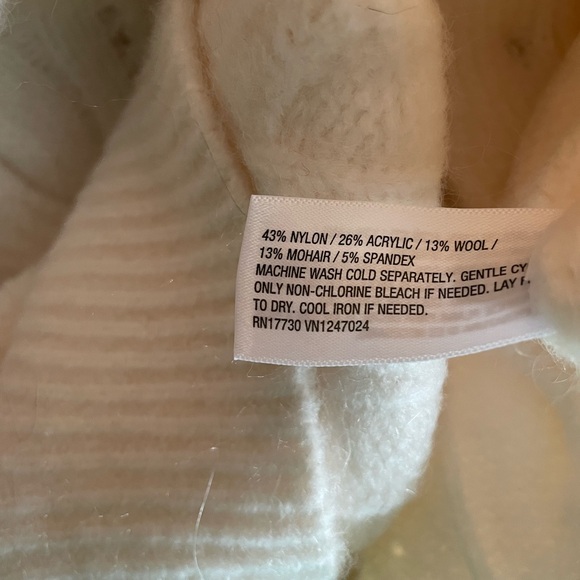 43% NYLON / 26% ACRYLIC / 13% WOOL /
13% MOHAIR / 5% SPANDEX
MACHINE WASH COLD SEPARATELY. GENTLE
ONLY NON-CHLORINE BLEACH IF NEEDED. LAY
TO DRY. COOL IRON IF NEEDED.
RN17730 VN1247024